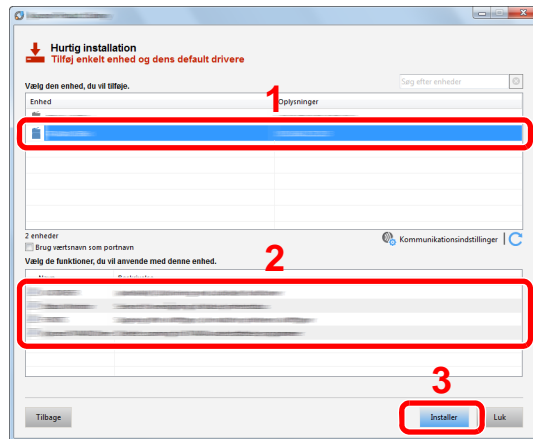 Hurtig installation
Tilføj enkelt enhed og dens default drivere
Vælg den enhed, du vil tilføje.
Søg efter enheder
1
Enhed Oplysninger
2 enheder
Kommunikationsindstillinger
Brug værtsnavn som portnavn
Vælg de funktioner, du vil anvende med denne enhed.
2
3
Tilbage Installer Luk